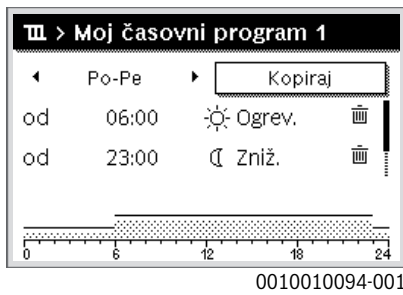 > Moj časovni program 1
Po-Pe Kopiraj
od 06:00 Ogrev.
od 23:00 Zniž.
0 6 12 18 24
0010010094-001